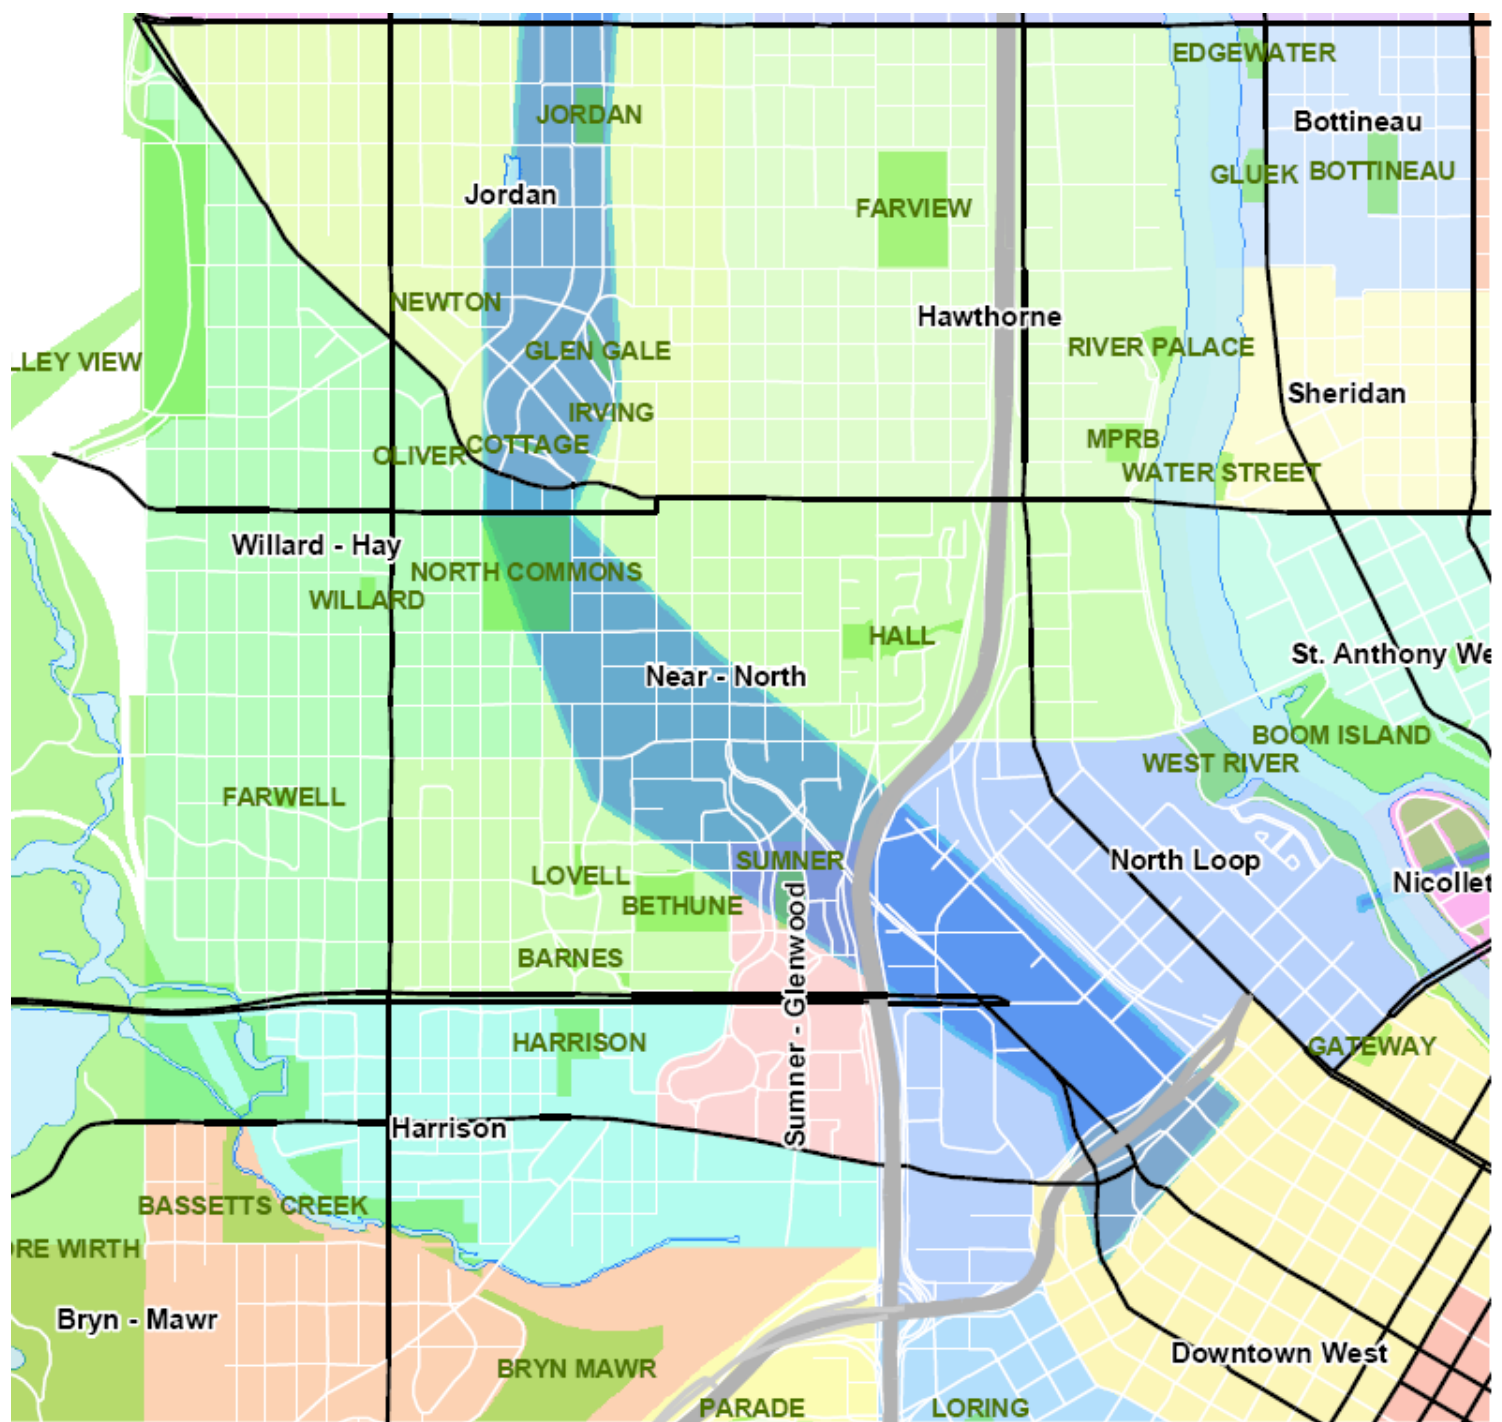 EDGEWATER
JORDAN
Bottineau
GLUEK
BOTTINEAU
Jordan
FARVIEW
NEWTON
Hawthorne
GLEN GALE
RIVER PALACE
LLEY VIEW
Sheridan
IRVING
COTTAGE
MPRB
OLIVER
WATER STREET
Willard - Hay
NORTH COMMONS
WILLARD
HALL
St. Anthony We
Near - North
BOOM ISLAND
WEST RIVER
FARWELL
SUMNER
North Loop
LOVELL
Nicollet
BETHUNE
BARNES
Sumner - Glenwood
HARRISON
GATEWAY
Harrison
BASSETTS CREEK
ORE WIRTH
Bryn - Mawr
Downtown West
BRYN MAWR
PARADE
LORING